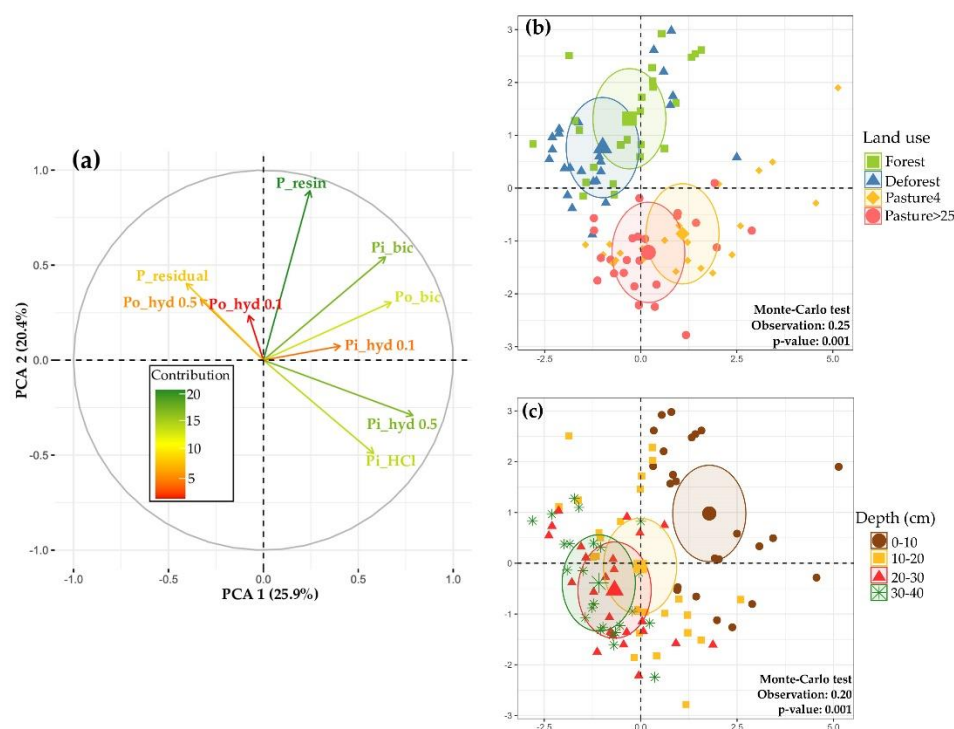 (a)
1.0
0.5
0.0
-0.5
-1.0
PCA 2 (20.4%)
P_resin
Pi_bic
P_residual
Po_hyd 0.5
Po_hyd 0.1
Po_bic
Pi_hyd 0.1
Pi_hyd 0.5
Pi_HCl
Contribution
20
15
10
5
-1.0 -0.5 0.0 0.5 1.0
PCA 1 (25.9%)
(b)
3
2
1
0
-1
-2
-3
-2.5 0.0 2.5 5.0
Monte-Carlo test
Observation: 0.25
p-value: 0.001
Land use
Forest
Deforest
Pasture4
Pasture>25
(c)
3
2
1
0
-1
-2
-3
-2.5 0.0 2.5 5.0
Monte-Carlo test
Observation: 0.20
p-value: 0.001
Depth (cm)
0-10
10-20
20-30
30-40